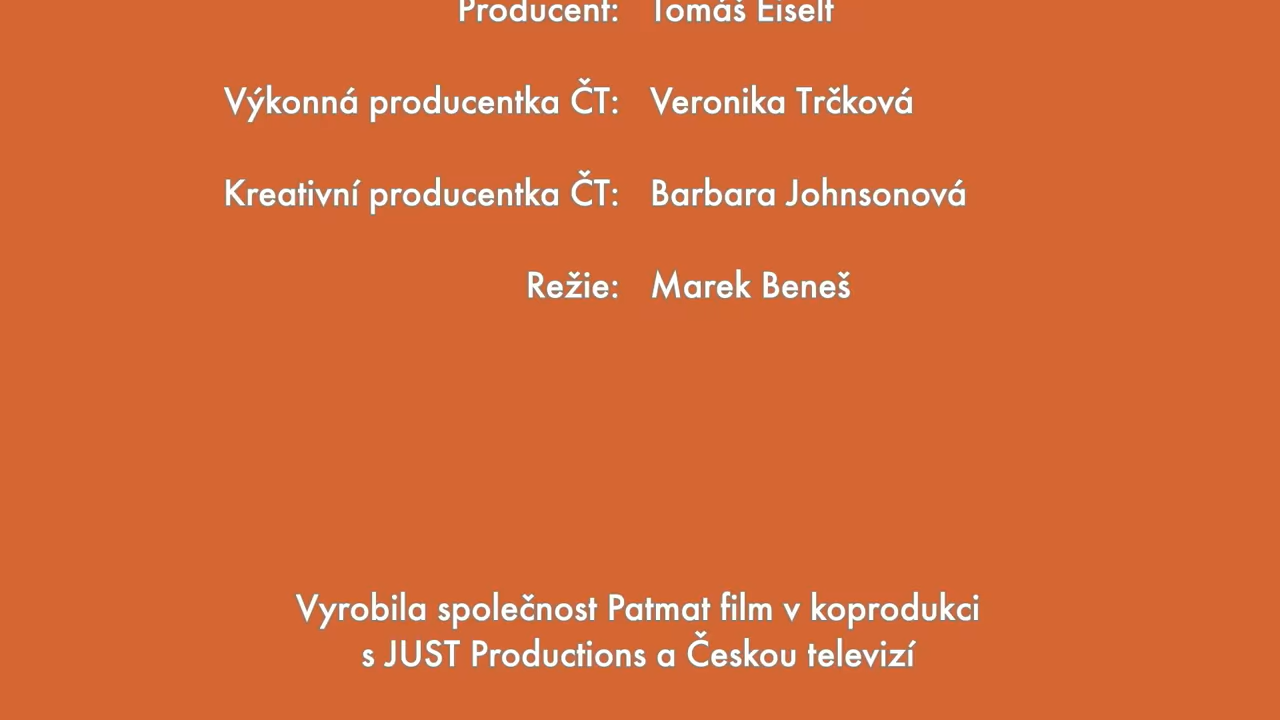 Producent: Tomáš Eiselt
Výkonná producentka ČT: Veronika Trčková
Kreativní producentka ČT: Barbara Johnsonová
Režie: Marek Beneš
Vyrobila společnost Patmat film v koprodukci
s JUST Productions a Českou televizí